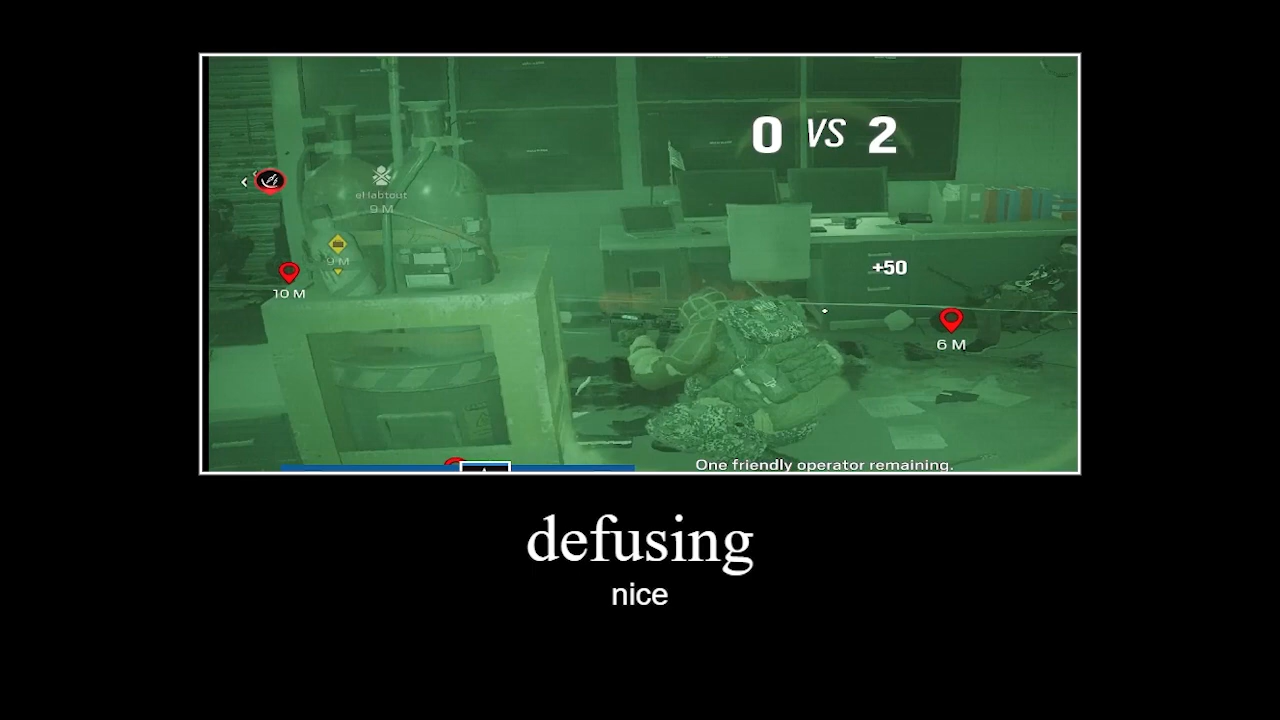 0 VS 2
eHabtout
9 M
9 M
+50
10 M
6 M
One friendly operator remaining.
defusing
nice